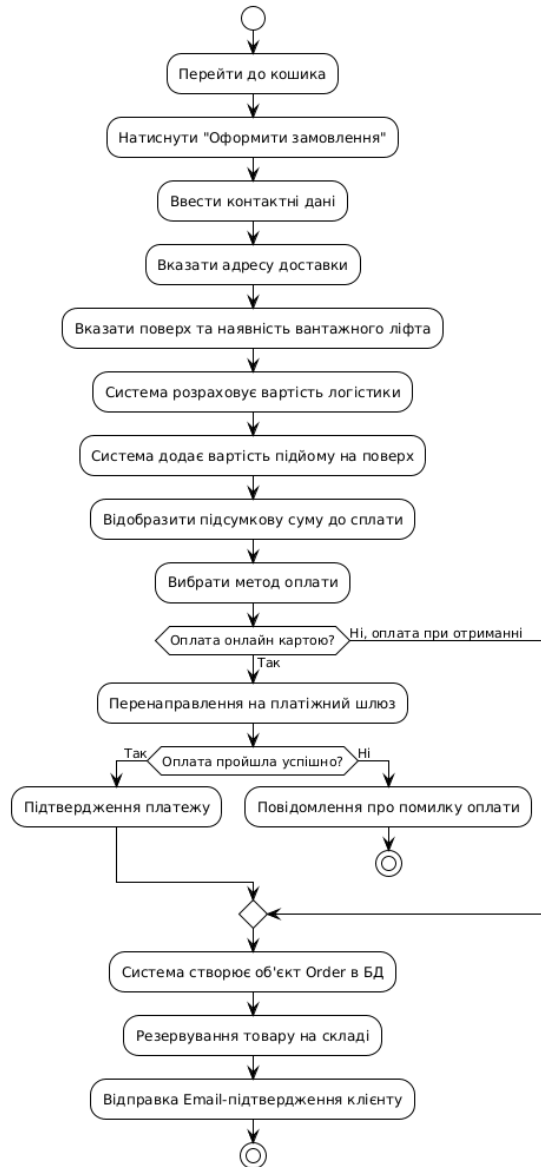 Перейти до кошика
Натиснути "Оформити замовлення"
Ввести контактні дані
Вказати адресу доставки
Вказати поверх та наявність вантажного ліфта
Система розраховує вартість логістики
Система додає вартість підйому на поверх
Відобразити підсумкову суму до сплати
Вибрати метод оплати
Оплата онлайн картою?
Ні, оплата при отриманні
Так
Перенаправлення на платіжний шлюз
Так
Оплата пройшла успішно?
Ні
Підтвердження платежу
Повідомлення про помилку оплати
Система створює об'єкт Order в БД
Резервування товару на складі
Відправка Email-підтвердження клієнту